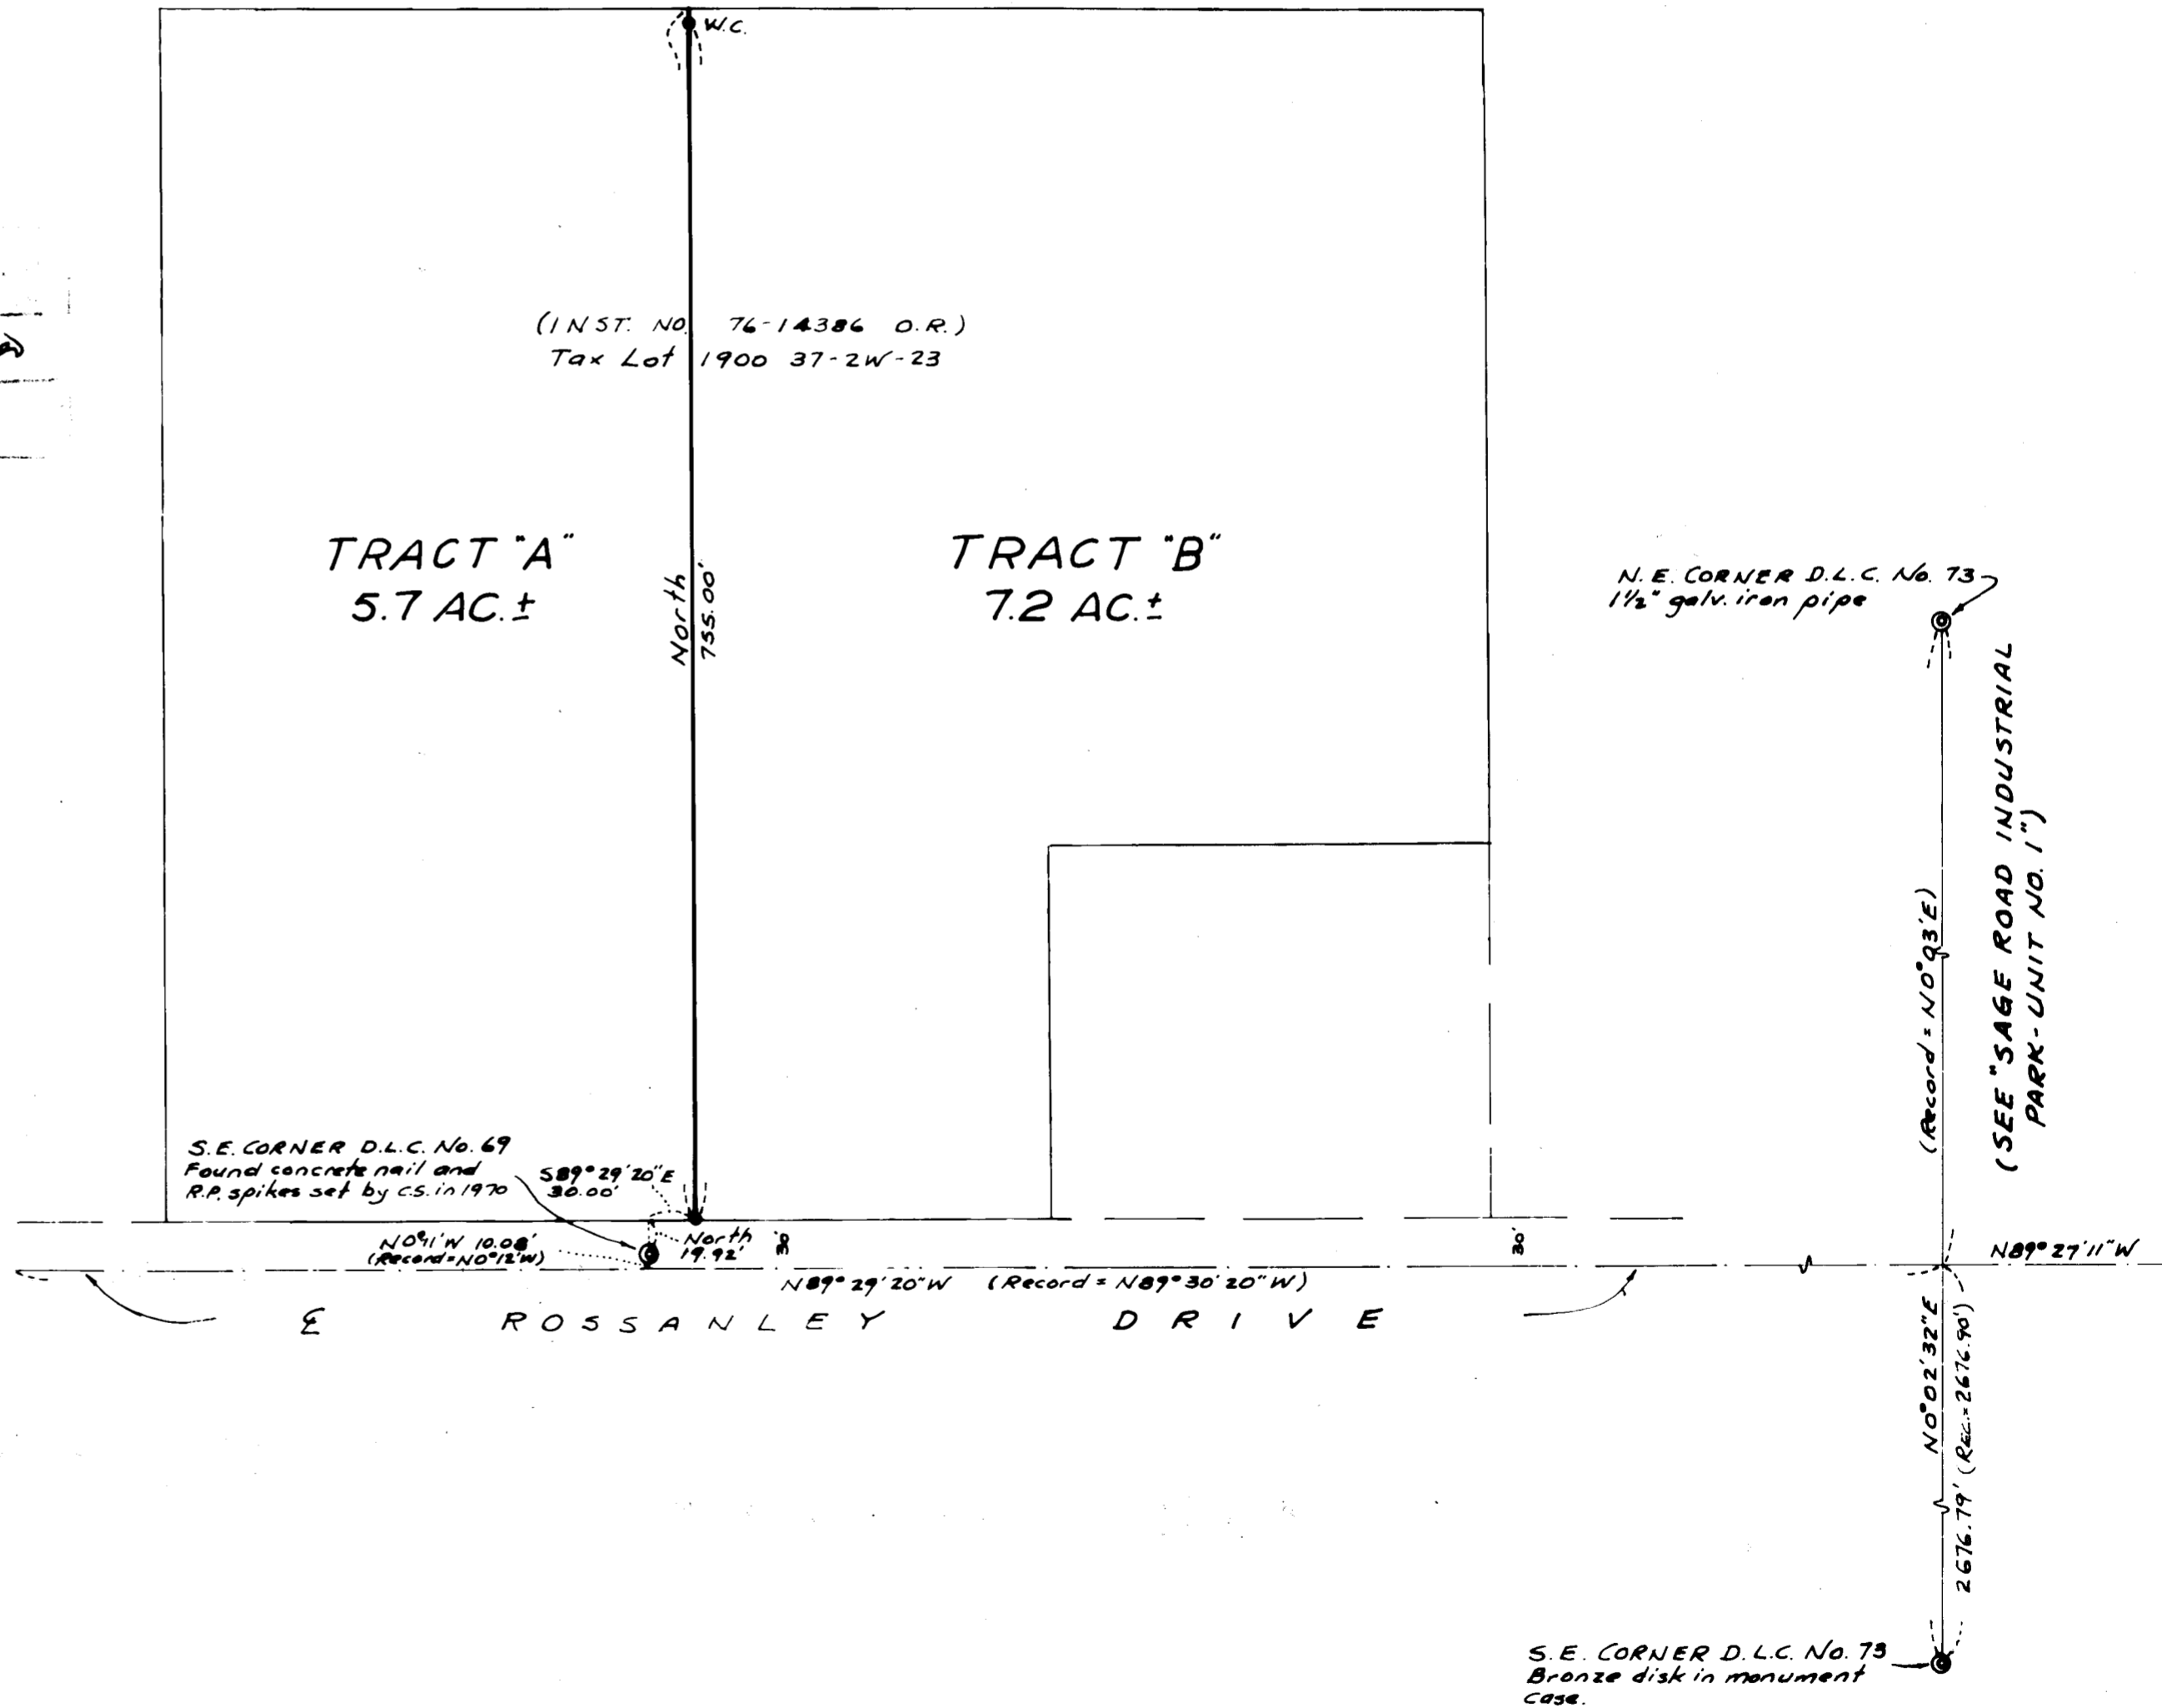 W.C.
(INST. NO. 76-14386 O.R.)
Tax Lot 1900 37-2W-23
TRACT "A"
5.7 AC.±
North
755.00'
TRACT "B"
7.2 AC.±
N.E. CORNER D.L.C. No. 73
1½" galv. iron pipe
(Record = N0°03'E)
(SEE "SAGE ROAD INDUSTRIAL
PARK-UNIT NO. 1")
S.E. CORNER D.L.C. No. 69
Found concrete nail and
R.P. spikes set by C.S. in 1970
S89°29'20"E
30.00'
N0°11'W 10.08'
(Record=N0°12'W)
North
19.92'
30'
30'
N89°29'20"W (Record = N89°30'20"W)
N89°27'11"W
℄ ROSSANLEY DRIVE
N0°02'32"E
2676.79' (Rec.=2676.90')
S.E. CORNER D.L.C. No. 73
Bronze disk in monument
case.